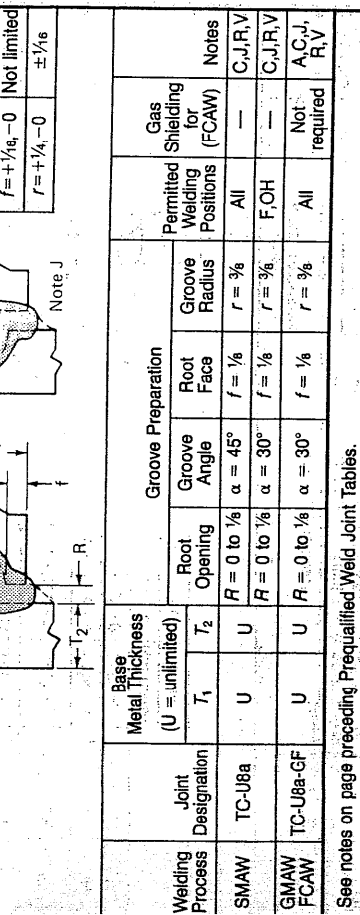 f = +1/16, −0 Not limited
r = +1/4, −0 ±1/16
Note J
R
f
T2
Welding Process
Joint Designation
Base Metal Thickness (U = unlimited)
T1
T2
Groove Preparation
Root Opening
Groove Angle
Root Face
Groove Radius
Permitted Welding Positions
Gas Shielding for (FCAW)
Notes
SMAW TC-U8a U U R = 0 to 1/8 α = 45° f = 1/8 r = 3/8 All — C,J,R,V
R = 0 to 1/8 α = 30° f = 1/8 r = 3/8 F,OH — C,J,R,V
GMAW FCAW TC-U8a-GF U U R = 0 to 1/8 α = 30° f = 1/8 r = 3/8 All Not required A,C,J, R,V
See notes on page preceding Prequalified Weld Joint Tables.